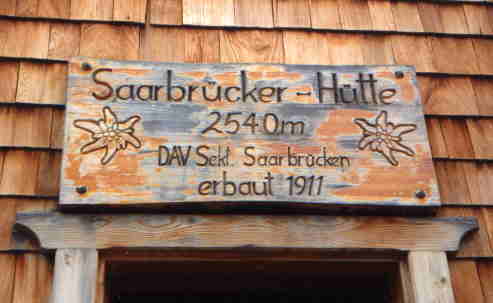 Saarbrücker - Hütte
2540m
DAV Sekt. Saarbrücken
erbaut 1911